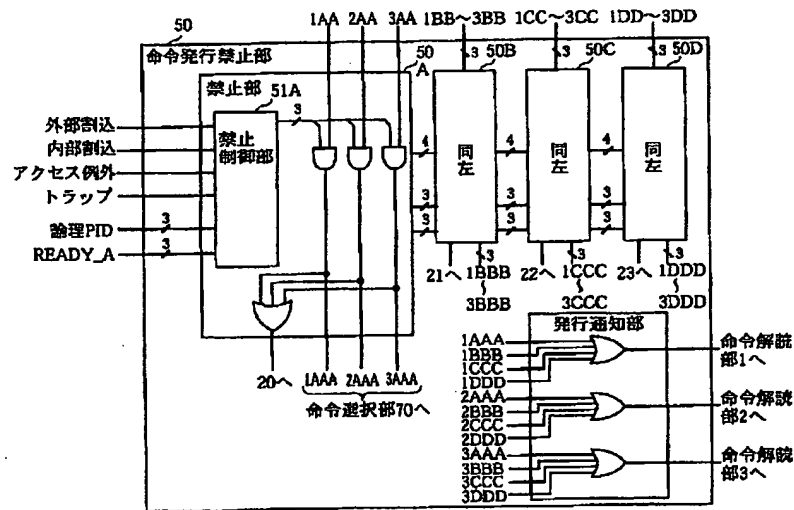 1AA 2AA 3AA 1BB〜3BB 1CC〜3CC 1DD〜3DD
50
命令発行禁止部
50A
3
50B
3
50C
3
50D
禁止部
51A
3
禁止制御部
外部割込
内部割込
アクセス例外
トラップ
論理PID
3
READY_A
3
4
3
3
同左
4
3
3
同左
4
3
3
同左
21へ
3
1BBB〜3BBB
22へ
3
1CCC〜3CCC
23へ
3
1DDD〜3DDD
20へ
1AAA 2AAA 3AAA
命令選択部70へ
発行通知部
1AAA
1BBB
1CCC
1DDD
命令解読部1へ
2AAA
2BBB
2CCC
2DDD
命令解読部2へ
3AAA
3BBB
3CCC
3DDD
命令解読部3へ